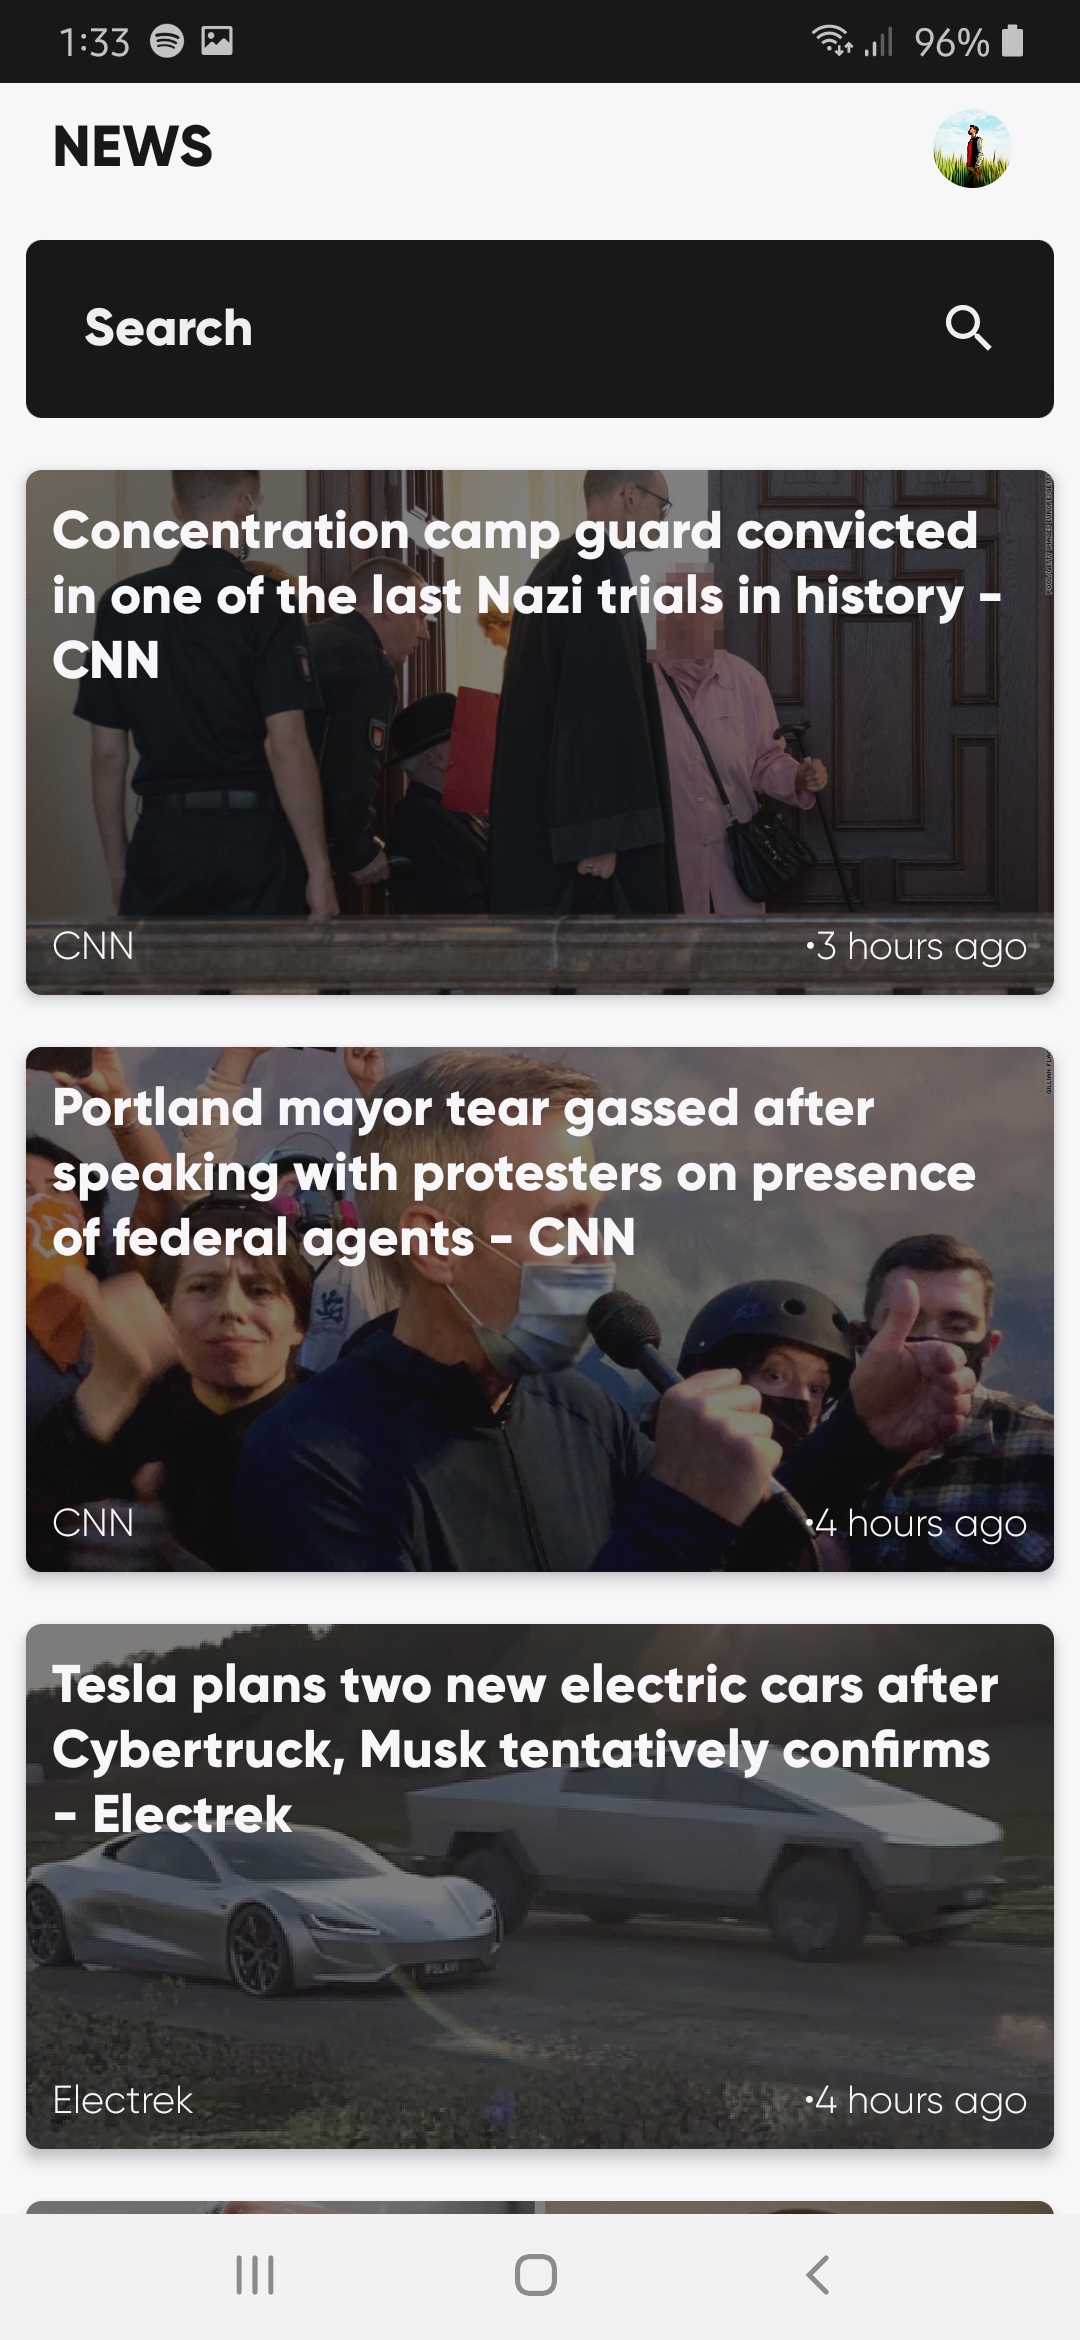 1:33
96%
NEWS
Search
Concentration camp guard convicted
in one of the last Nazi trials in history -
CNN
CNN
•3 hours ago
Portland mayor tear gassed after
speaking with protesters on presence
of federal agents - CNN
CNN
•4 hours ago
Tesla plans two new electric cars after
Cybertruck, Musk tentatively confirms
- Electrek
Electrek
•4 hours ago